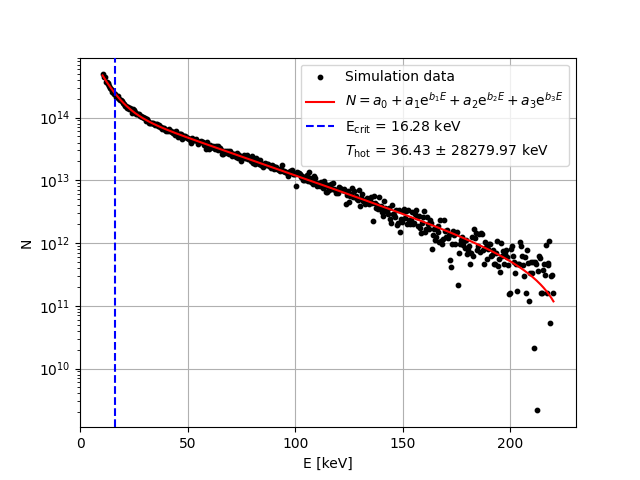 Simulation data
N = a₀ + a₁e^{b₁E} + a₂e^{b₂E} + a₃e^{b₃E}
E_crit = 16.28 keV
T_hot = 36.43 ± 28279.97 keV
10¹⁴
10¹³
10¹²
10¹¹
10¹⁰
N
0 50 100 150 200
E [keV]